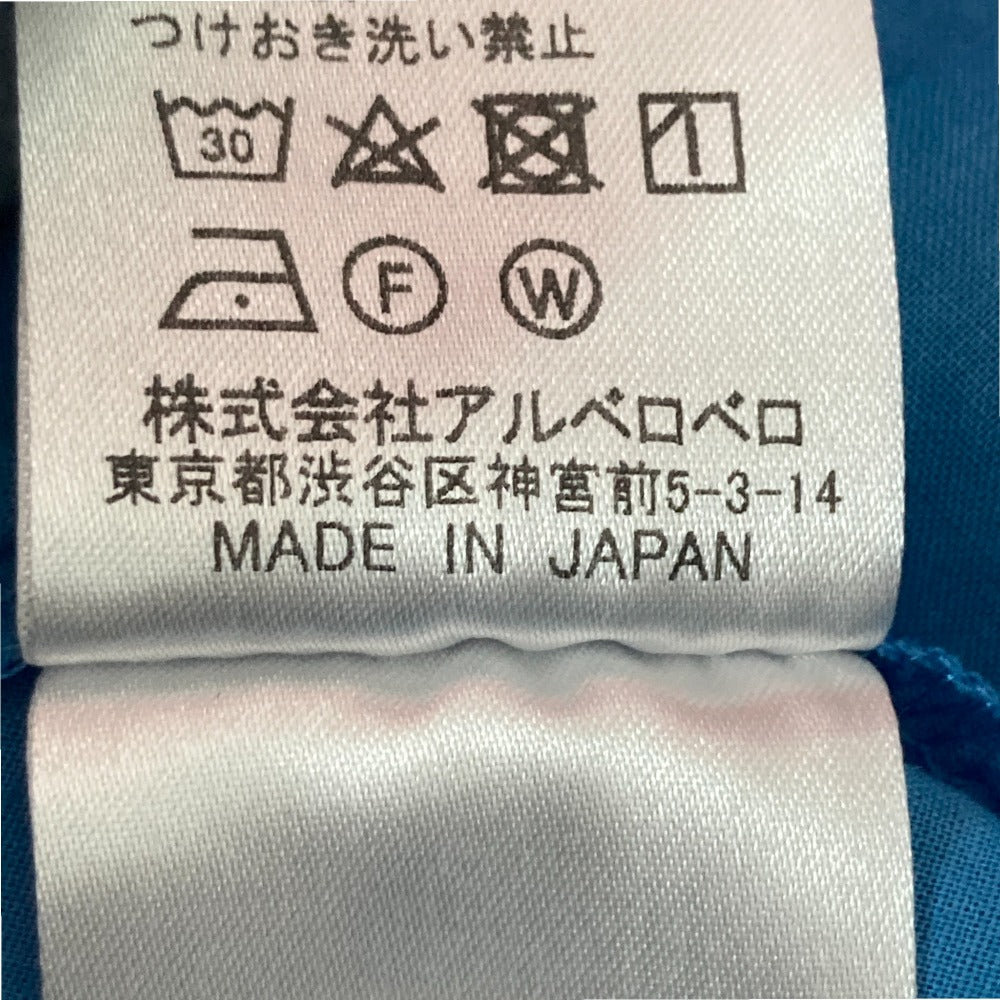 つけおき洗い禁止
30
F W
株式会社アルベロベロ
東京都渋谷区神宮前5-3-14
MADE IN JAPAN